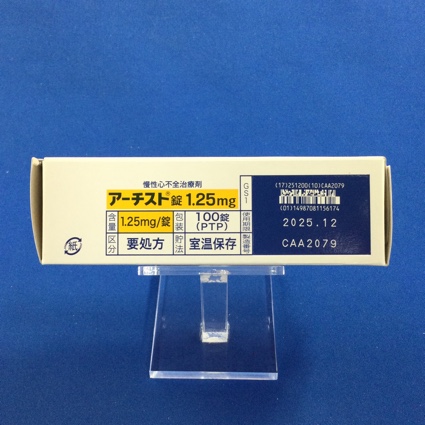 慢性心不全治療剤
アーチスト®錠 1.25mg
含量 1.25mg/錠 包装 100錠(PTP)
区分 要処方 貯法 室温保存
GS1
使用期限
製造番号
(17)251200(10)CAA2079
(01)14987081156174
2025.12
CAA2079
紙